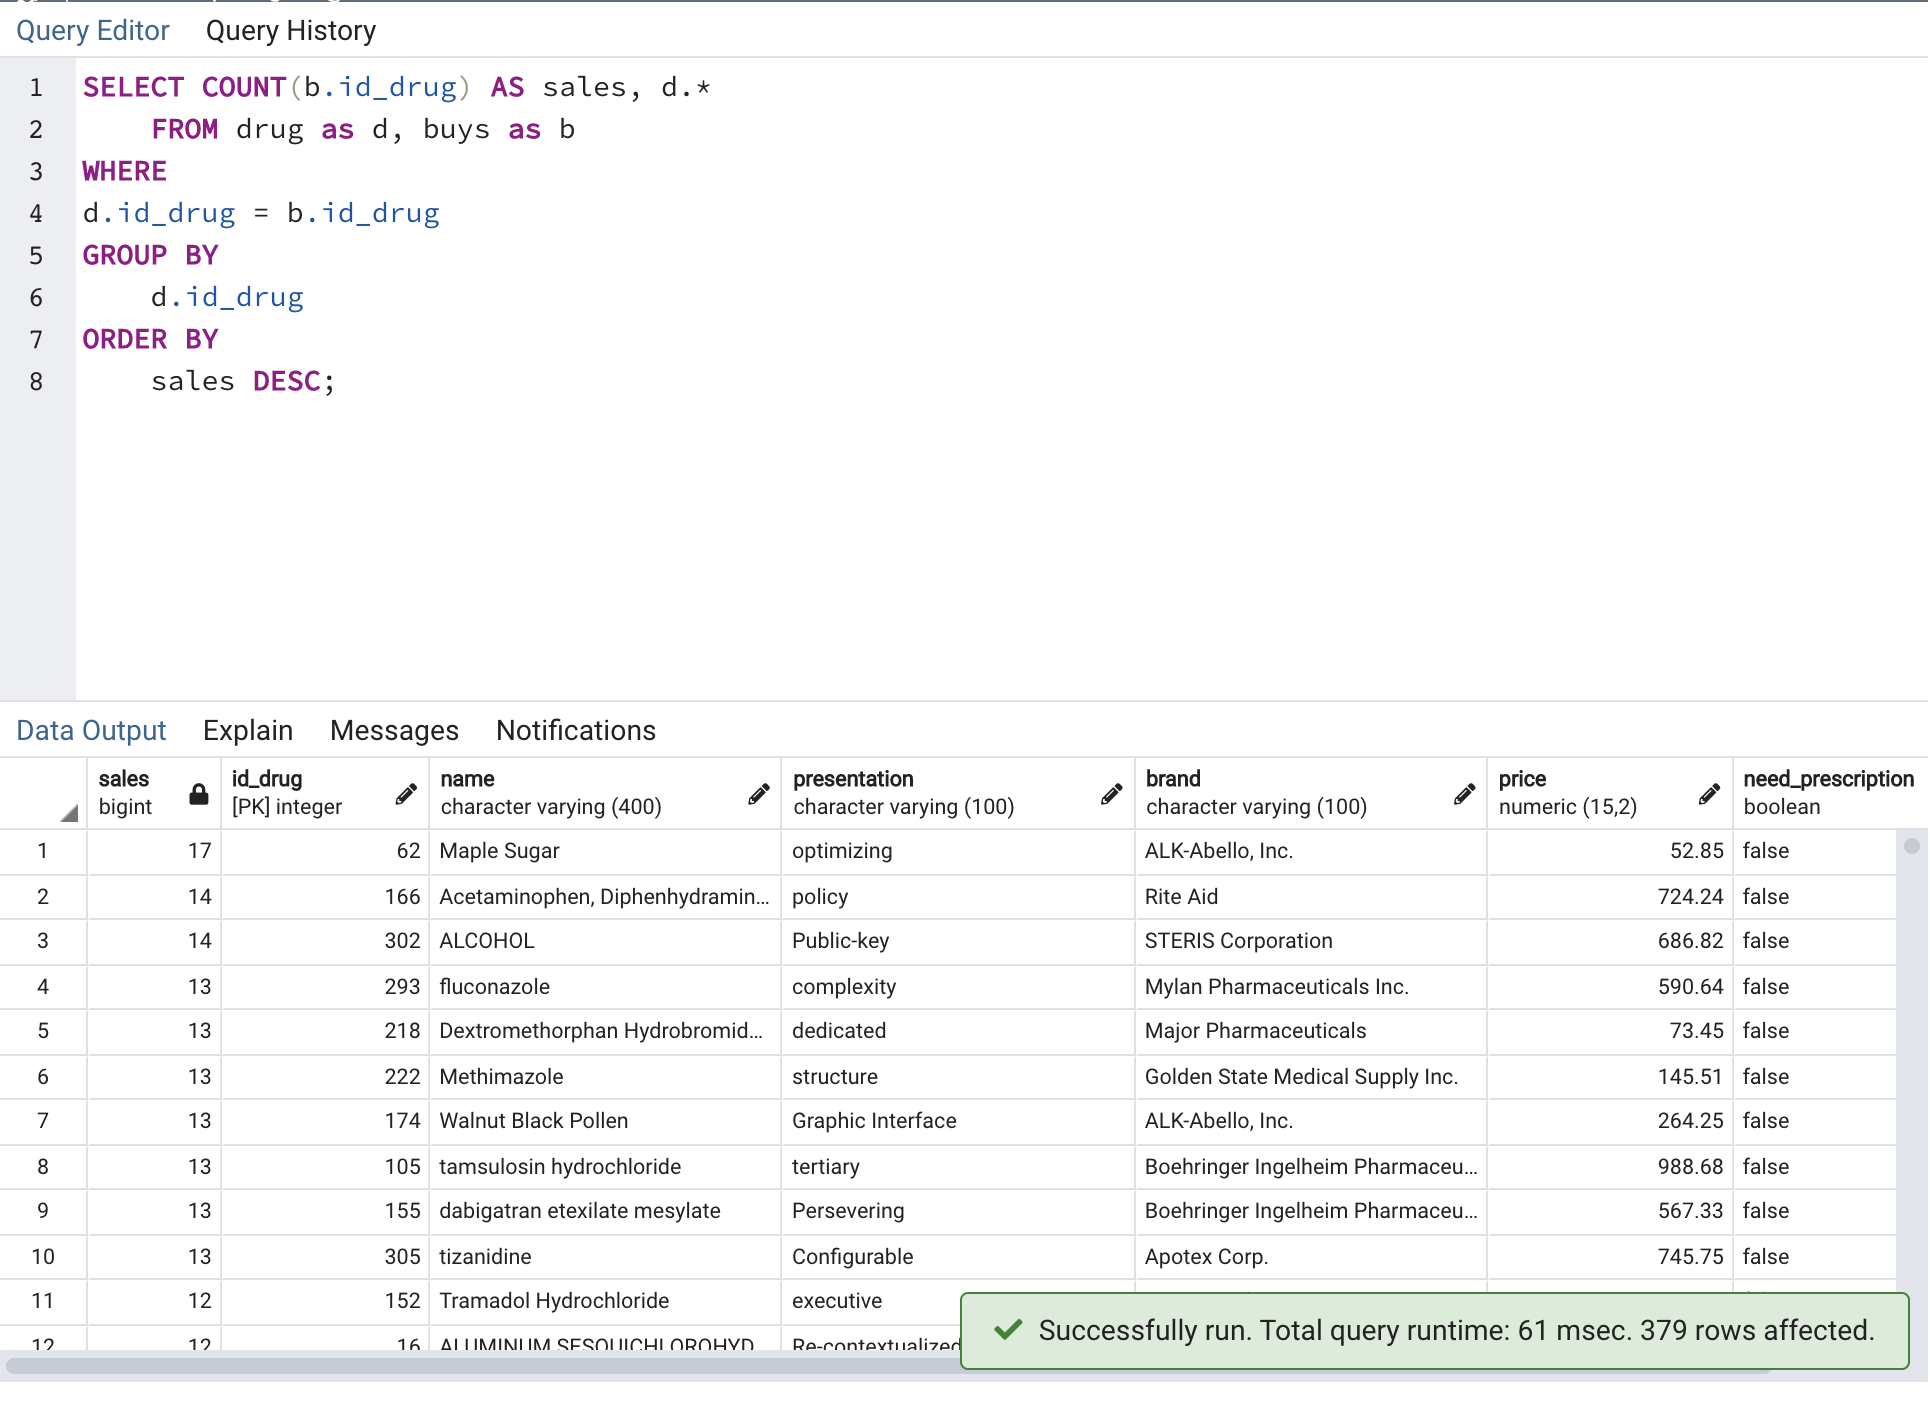 Query Editor Query History
1 SELECT COUNT(b.id_drug) AS sales, d.*
2 FROM drug as d, buys as b
3 WHERE
4 d.id_drug = b.id_drug
5 GROUP BY
6 d.id_drug
7 ORDER BY
8 sales DESC;
Data Output Explain Messages Notifications
sales id_drug name presentation brand price need_prescription
bigint [PK] integer character varying (400) character varying (100) character varying (100) numeric (15,2) boolean
1 17 62 Maple Sugar optimizing ALK-Abello, Inc. 52.85 false
2 14 166 Acetaminophen, Diphenhydramin... policy Rite Aid 724.24 false
3 14 302 ALCOHOL Public-key STERIS Corporation 686.82 false
4 13 293 fluconazole complexity Mylan Pharmaceuticals Inc. 590.64 false
5 13 218 Dextromethorphan Hydrobromid... dedicated Major Pharmaceuticals 73.45 false
6 13 222 Methimazole structure Golden State Medical Supply Inc. 145.51 false
7 13 174 Walnut Black Pollen Graphic Interface ALK-Abello, Inc. 264.25 false
8 13 105 tamsulosin hydrochloride tertiary Boehringer Ingelheim Pharmaceu... 988.68 false
9 13 155 dabigatran etexilate mesylate Persevering Boehringer Ingelheim Pharmaceu... 567.33 false
10 13 305 tizanidine Configurable Apotex Corp. 745.75 false
11 12 152 Tramadol Hydrochloride executive
12 12 16 ALUMINUM SESQUICHLOROHYD Re-contextualized
Successfully run. Total query runtime: 61 msec. 379 rows affected.